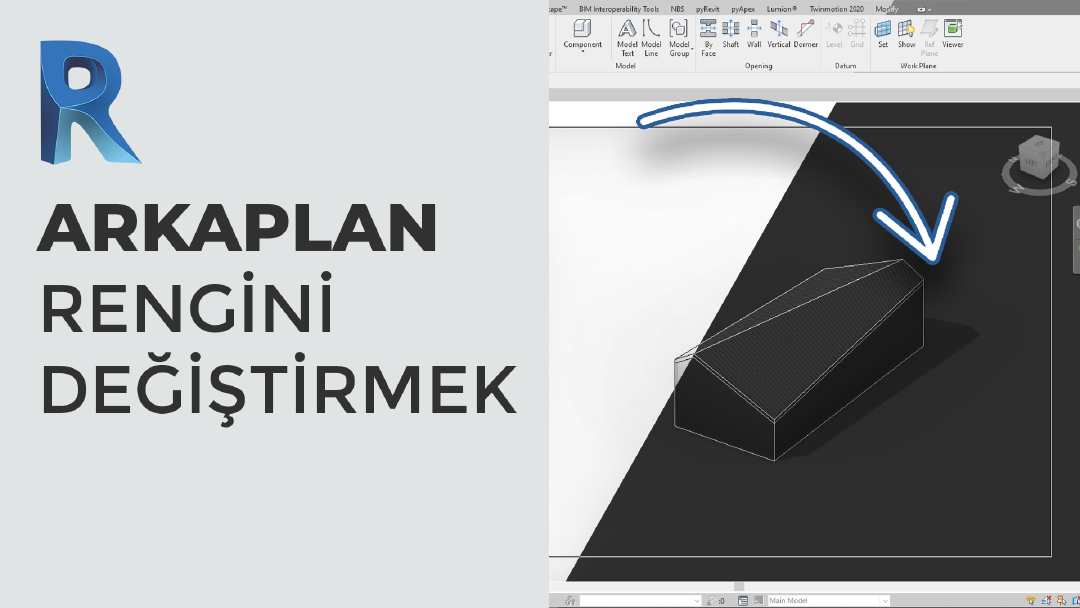 ARKAPLAN
RENGİNİ
DEĞİŞTİRMEK
cape™ BIM Interoperability Tools NBS pyRevit pyApex Lumion® Twinmotion 2020 Modify
Component Model Text Model Line Model Group By Face Shaft Wall Vertical Dormer Level Grid Set Show Ref Plane Viewer
Model Opening Datum Work Plane
:0 Main Model